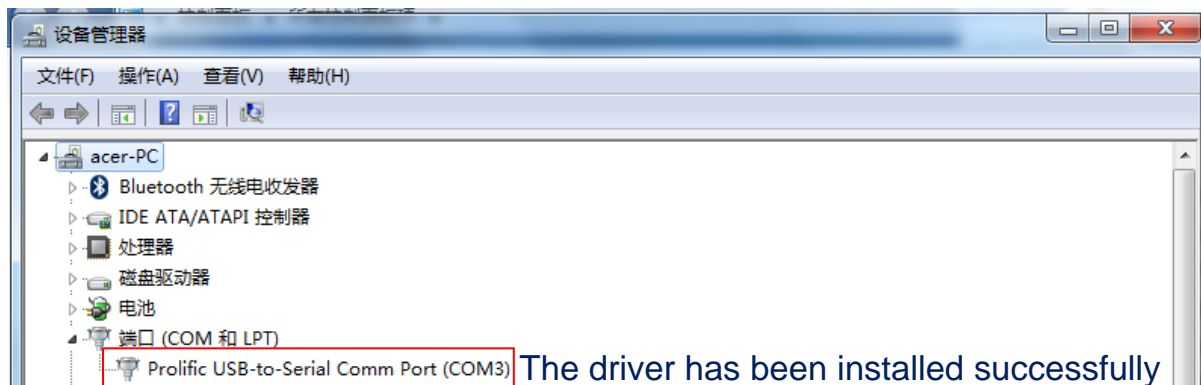 设备管理器
文件(F) 操作(A) 查看(V) 帮助(H)
acer-PC
Bluetooth 无线电收发器
IDE ATA/ATAPI 控制器
处理器
磁盘驱动器
电池
端口 (COM 和 LPT)
Prolific USB-to-Serial Comm Port (COM3) The driver has been installed successfully